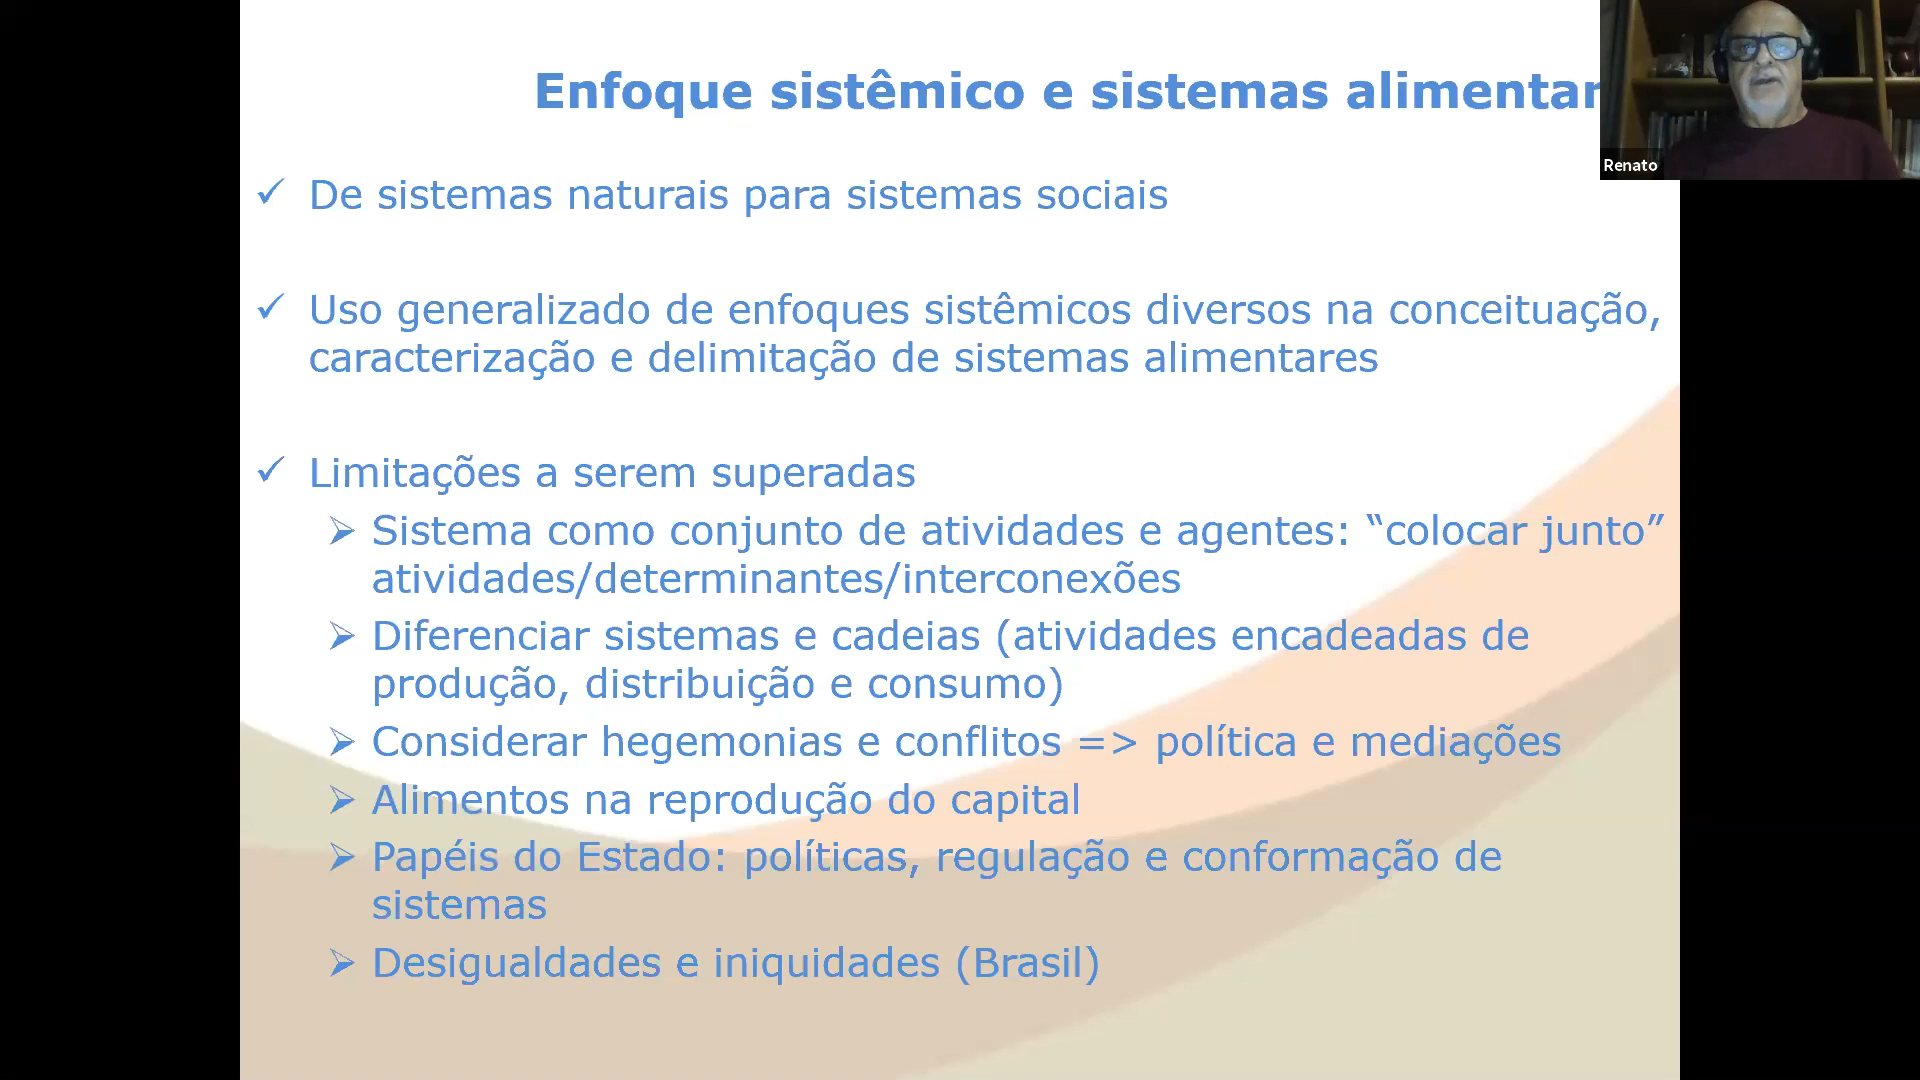 Enfoque sistêmico e sistemas alimentar
Renato
✓ De sistemas naturais para sistemas sociais
✓ Uso generalizado de enfoques sistêmicos diversos na conceituação,
caracterização e delimitação de sistemas alimentares
✓ Limitações a serem superadas
➢ Sistema como conjunto de atividades e agentes: “colocar junto”
atividades/determinantes/interconexões
➢ Diferenciar sistemas e cadeias (atividades encadeadas de
produção, distribuição e consumo)
➢ Considerar hegemonias e conflitos => política e mediações
➢ Alimentos na reprodução do capital
➢ Papéis do Estado: políticas, regulação e conformação de
sistemas
➢ Desigualdades e iniquidades (Brasil)